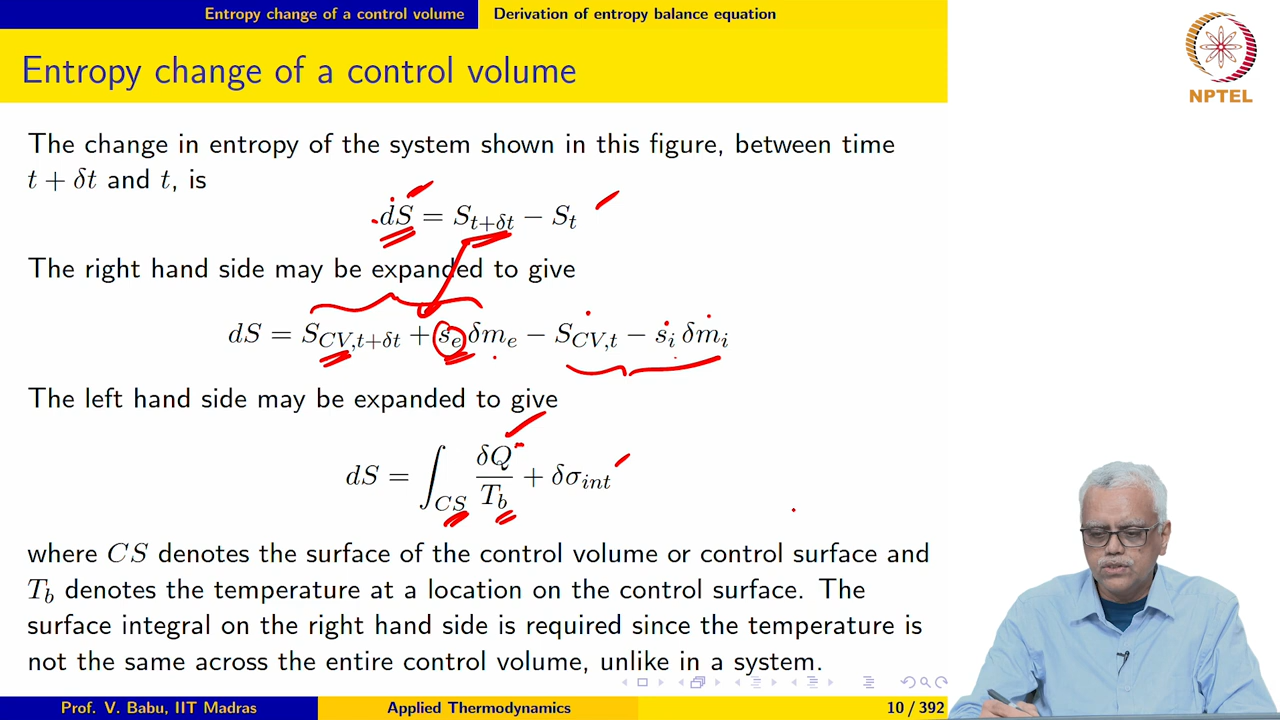 Entropy change of a control volume Derivation of entropy balance equation
Entropy change of a control volume
NPTEL
The change in entropy of the system shown in this figure, between time
t + δt and t, is
dS = S_{t+δt} − S_t
The right hand side may be expanded to give
dS = S_{CV,t+δt} + s_e δm_e − S_{CV,t} − s_i δm_i
The left hand side may be expanded to give
dS = ∫_{CS} δQ/T_b + δσ_{int}
where CS denotes the surface of the control volume or control surface and
T_b denotes the temperature at a location on the control surface. The
surface integral on the right hand side is required since the temperature is
not the same across the entire control volume, unlike in a system.
Prof. V. Babu, IIT Madras Applied Thermodynamics 10 / 392